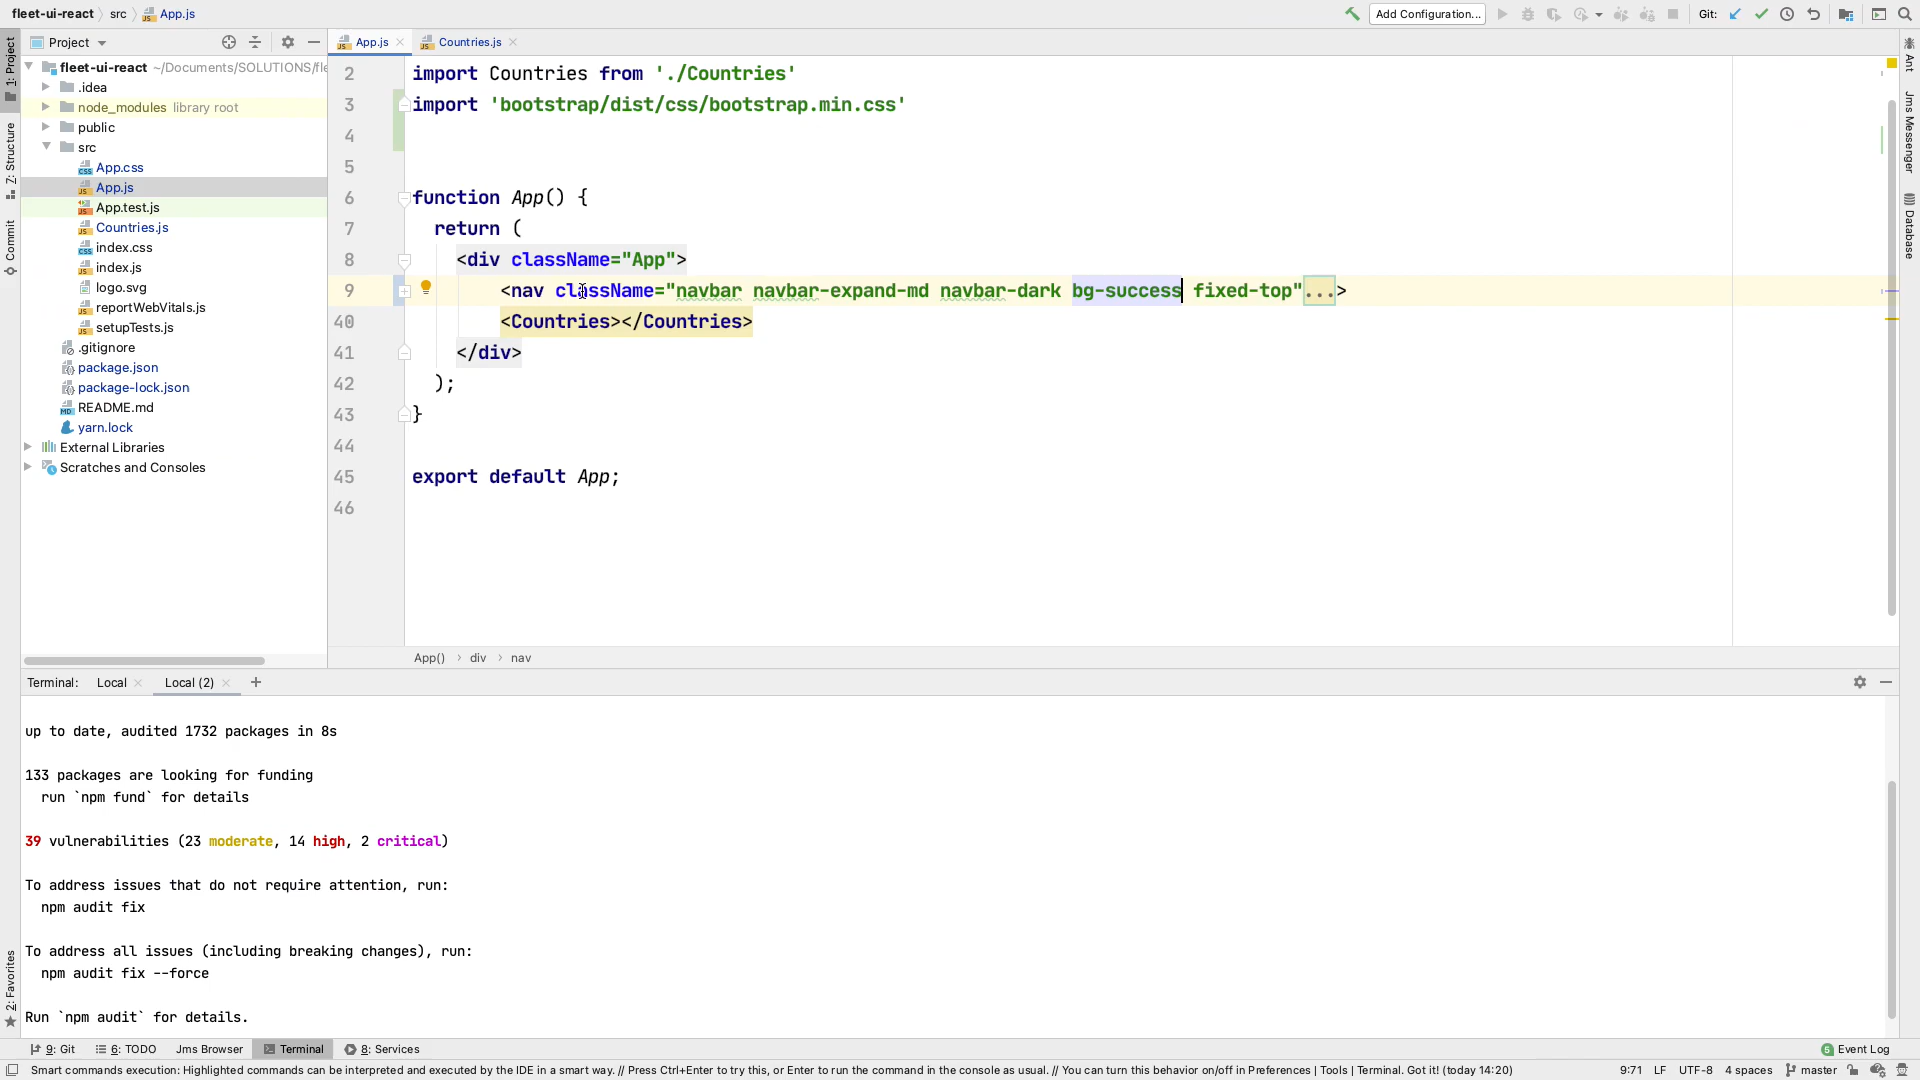 fleet-ui-react src App.js
Add Configuration... Git:
Project
App.js
Countries.js
fleet-ui-react ~/Documents/SOLUTIONS/fle
.idea
node_modules library root
public
src
App.css
App.js
App.test.js
Countries.js
index.css
index.js
logo.svg
reportWebVitals.js
setupTests.js
.gitignore
package.json
package-lock.json
README.md
yarn.lock
External Libraries
Scratches and Consoles
1: Project
7: Structure
Commit
2: Favorites
Ant
Jms Messenger
Database
2 import Countries from './Countries'
3 import 'bootstrap/dist/css/bootstrap.min.css'
4
5
6 function App() {
7 return (
8 <div className="App">
9 <nav className="navbar navbar-expand-md navbar-dark bg-success fixed-top"...>
40 <Countries></Countries>
41 </div>
42 );
43 }
44
45 export default App;
46
App() div nav
Terminal: Local Local (2) +
up to date, audited 1732 packages in 8s
133 packages are looking for funding
run `npm fund` for details
39 vulnerabilities (23 moderate, 14 high, 2 critical)
To address issues that do not require attention, run:
npm audit fix
To address all issues (including breaking changes), run:
npm audit fix --force
Run `npm audit` for details.
9: Git 6: TODO Jms Browser Terminal 8: Services 5 Event Log
Smart commands execution: Highlighted commands can be interpreted and executed by the IDE in a smart way. // Press Ctrl+Enter to try this, or Enter to run the command in the console as usual. // You can turn this behavior on/off in Preferences | Tools | Terminal. Got it! (today 14:20) 9:71 LF UTF-8 4 spaces master